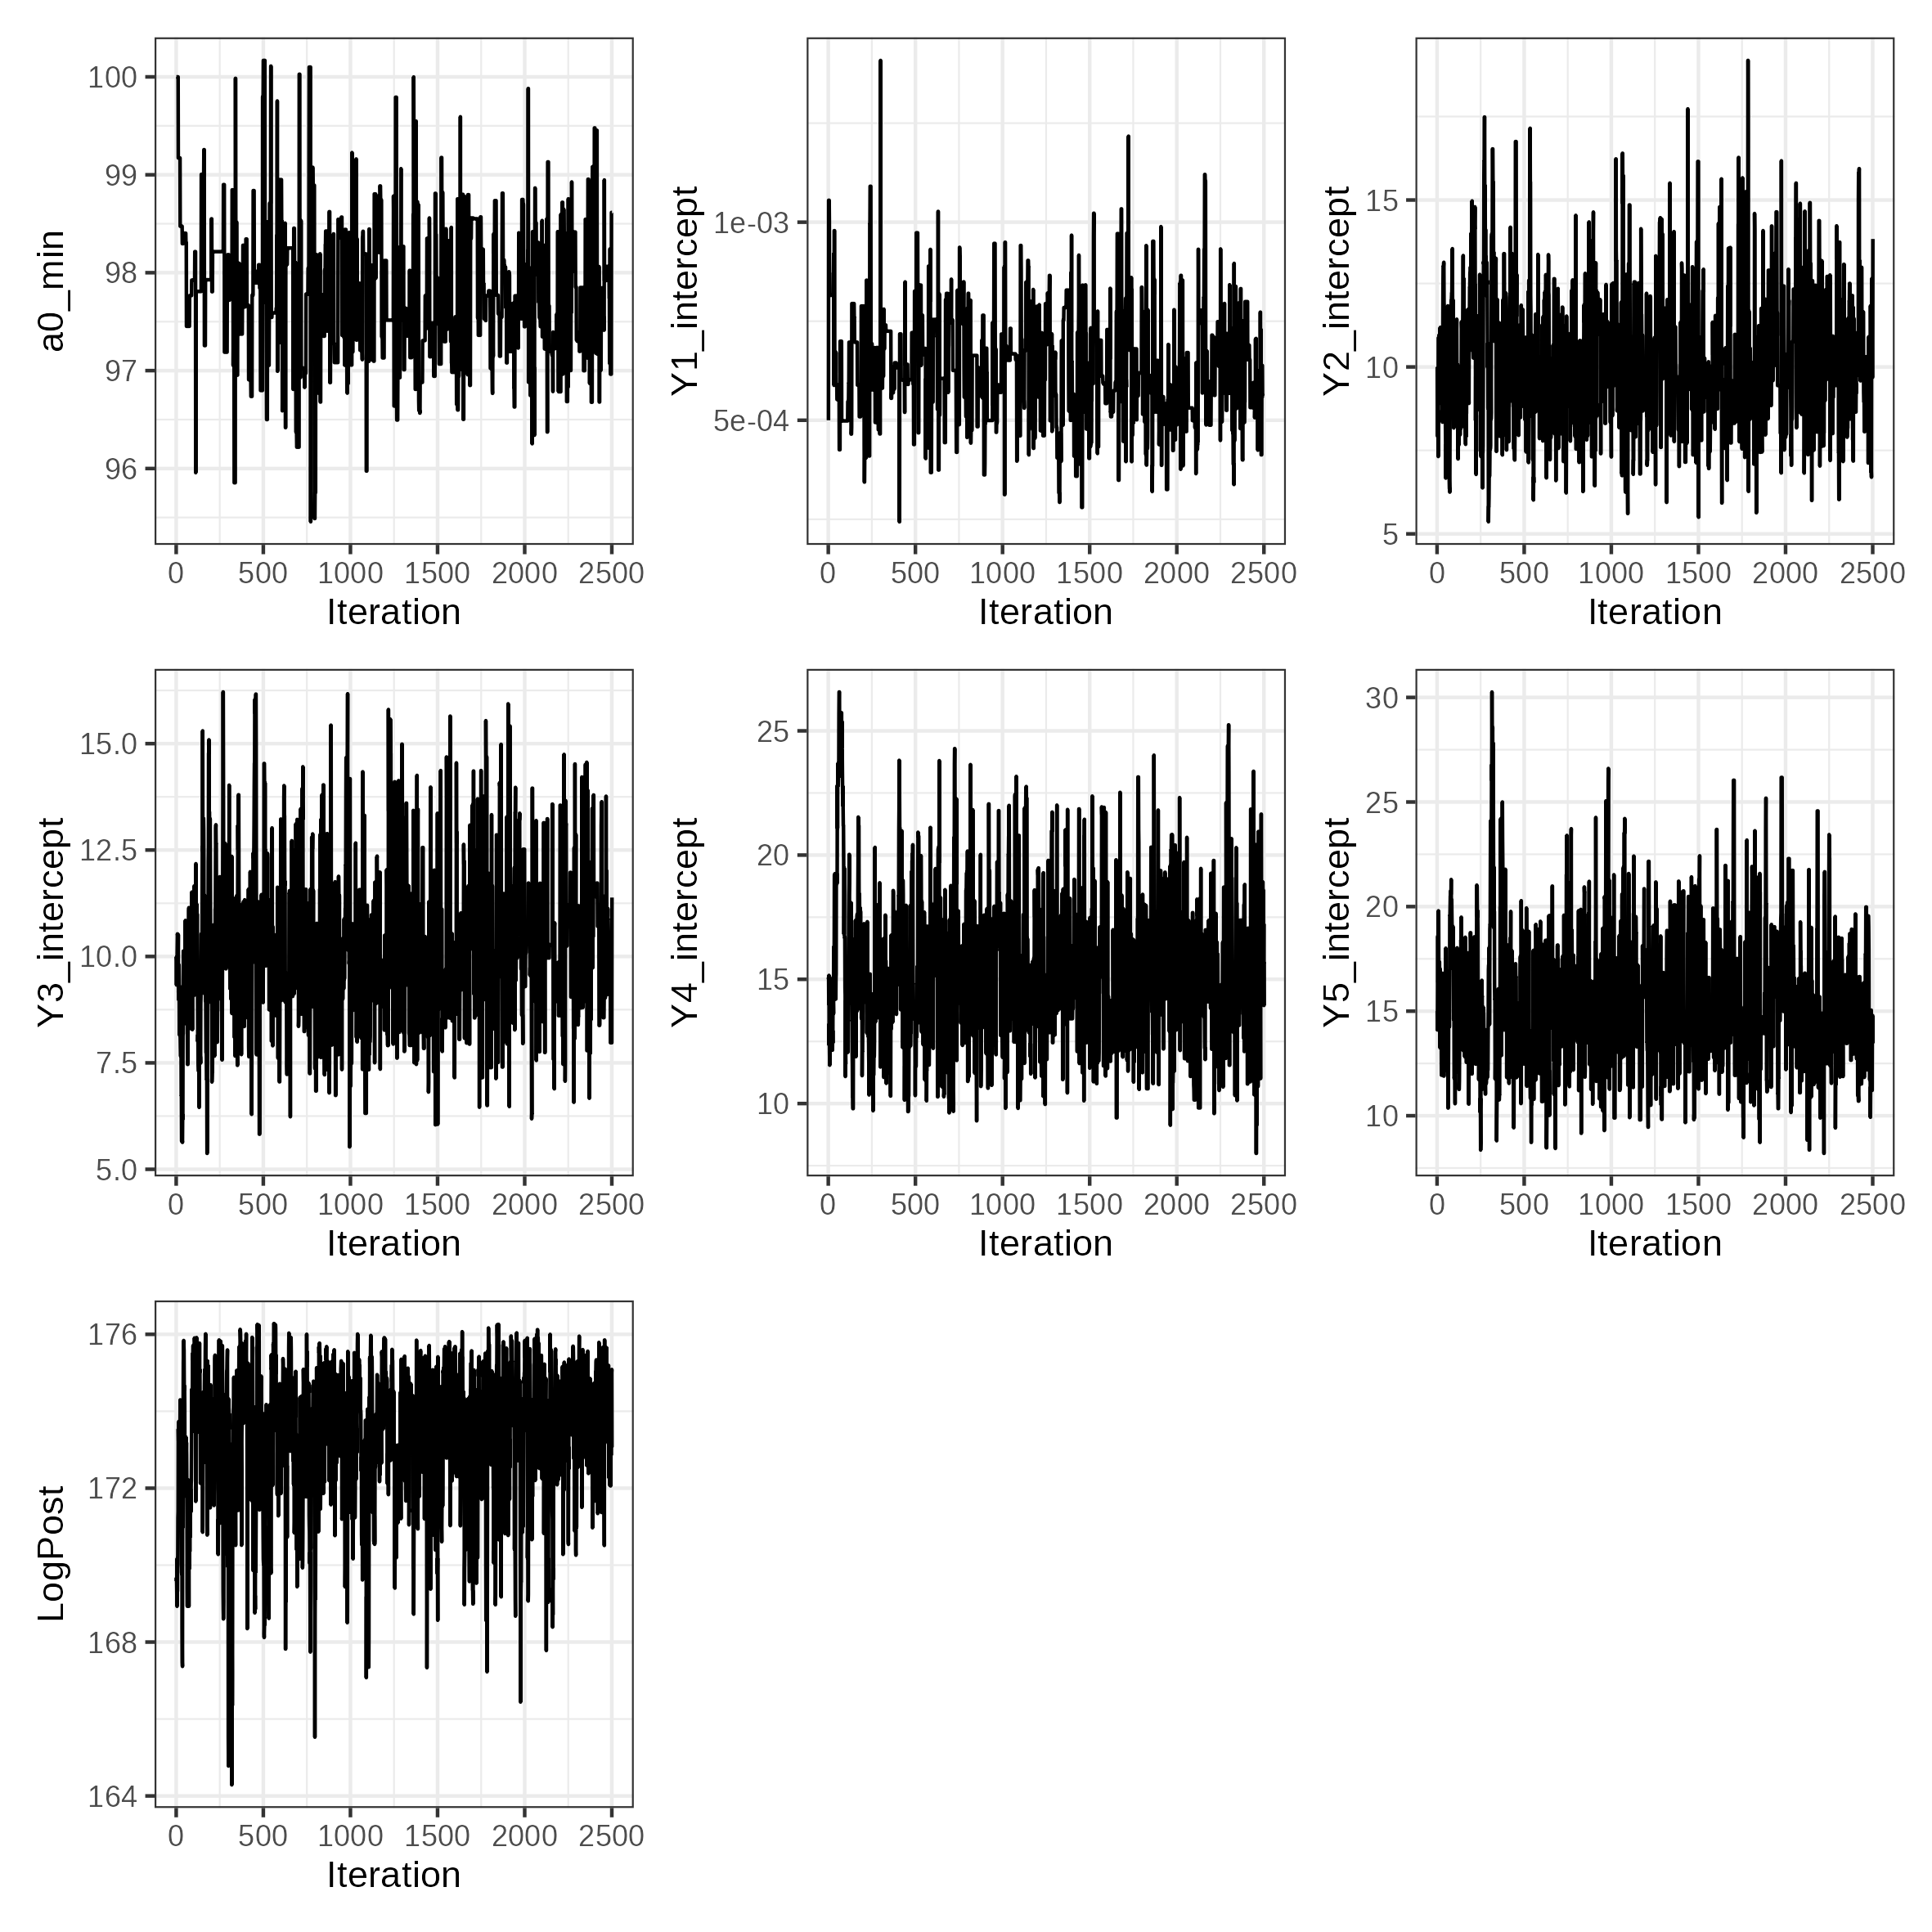 a0_min
100
99
98
97
96
0 500 1000 1500 2000 2500
Iteration
Y1_intercept
1e-03
5e-04
0 500 1000 1500 2000 2500
Iteration
Y2_intercept
15
10
5
0 500 1000 1500 2000 2500
Iteration
Y3_intercept
15.0
12.5
10.0
7.5
5.0
0 500 1000 1500 2000 2500
Iteration
Y4_intercept
25
20
15
10
0 500 1000 1500 2000 2500
Iteration
Y5_intercept
30
25
20
15
10
0 500 1000 1500 2000 2500
Iteration
LogPost
176
172
168
164
0 500 1000 1500 2000 2500
Iteration